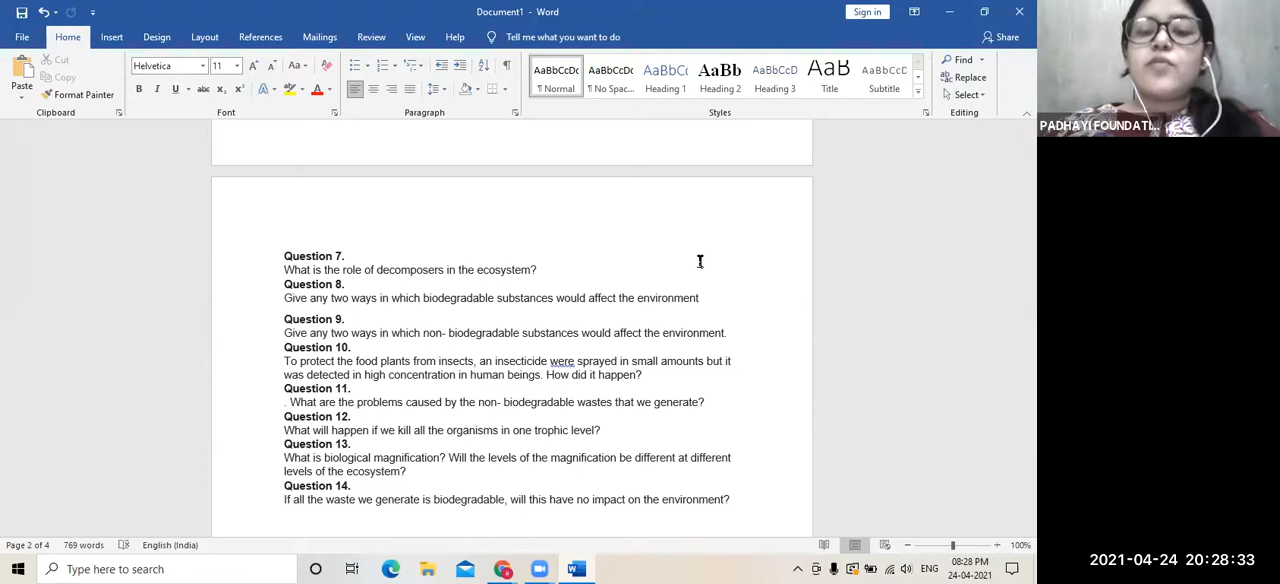 Document1 - Word
Sign in
File Home Insert Design Layout References Mailings Review View Help Tell me what you want to do Share
Paste Cut Copy Format Painter
Helvetica 11 Aa
B I U abc x₂ x² A A
AaBbCcDc AaBbCcDc AaBbCc AaBb AaBbCcD AaB AaBbCcD
¶ Normal ¶ No Spac... Heading 1 Heading 2 Heading 3 Title Subtitle
Find Replace Select
Clipboard Font Paragraph Styles Editing
PADHAYI FOUNDATI...
Question 7.
What is the role of decomposers in the ecosystem?
Question 8.
Give any two ways in which biodegradable substances would affect the environment
Question 9.
Give any two ways in which non- biodegradable substances would affect the environment.
Question 10.
To protect the food plants from insects, an insecticide were sprayed in small amounts but it
was detected in high concentration in human beings. How did it happen?
Question 11.
. What are the problems caused by the non- biodegradable wastes that we generate?
Question 12.
What will happen if we kill all the organisms in one trophic level?
Question 13.
What is biological magnification? Will the levels of the magnification be different at different
levels of the ecosystem?
Question 14.
If all the waste we generate is biodegradable, will this have no impact on the environment?
Page 2 of 4 769 words English (India) 100%
Type here to search
ENG
08:28 PM
24-04-2021
2021-04-24 20:28:33